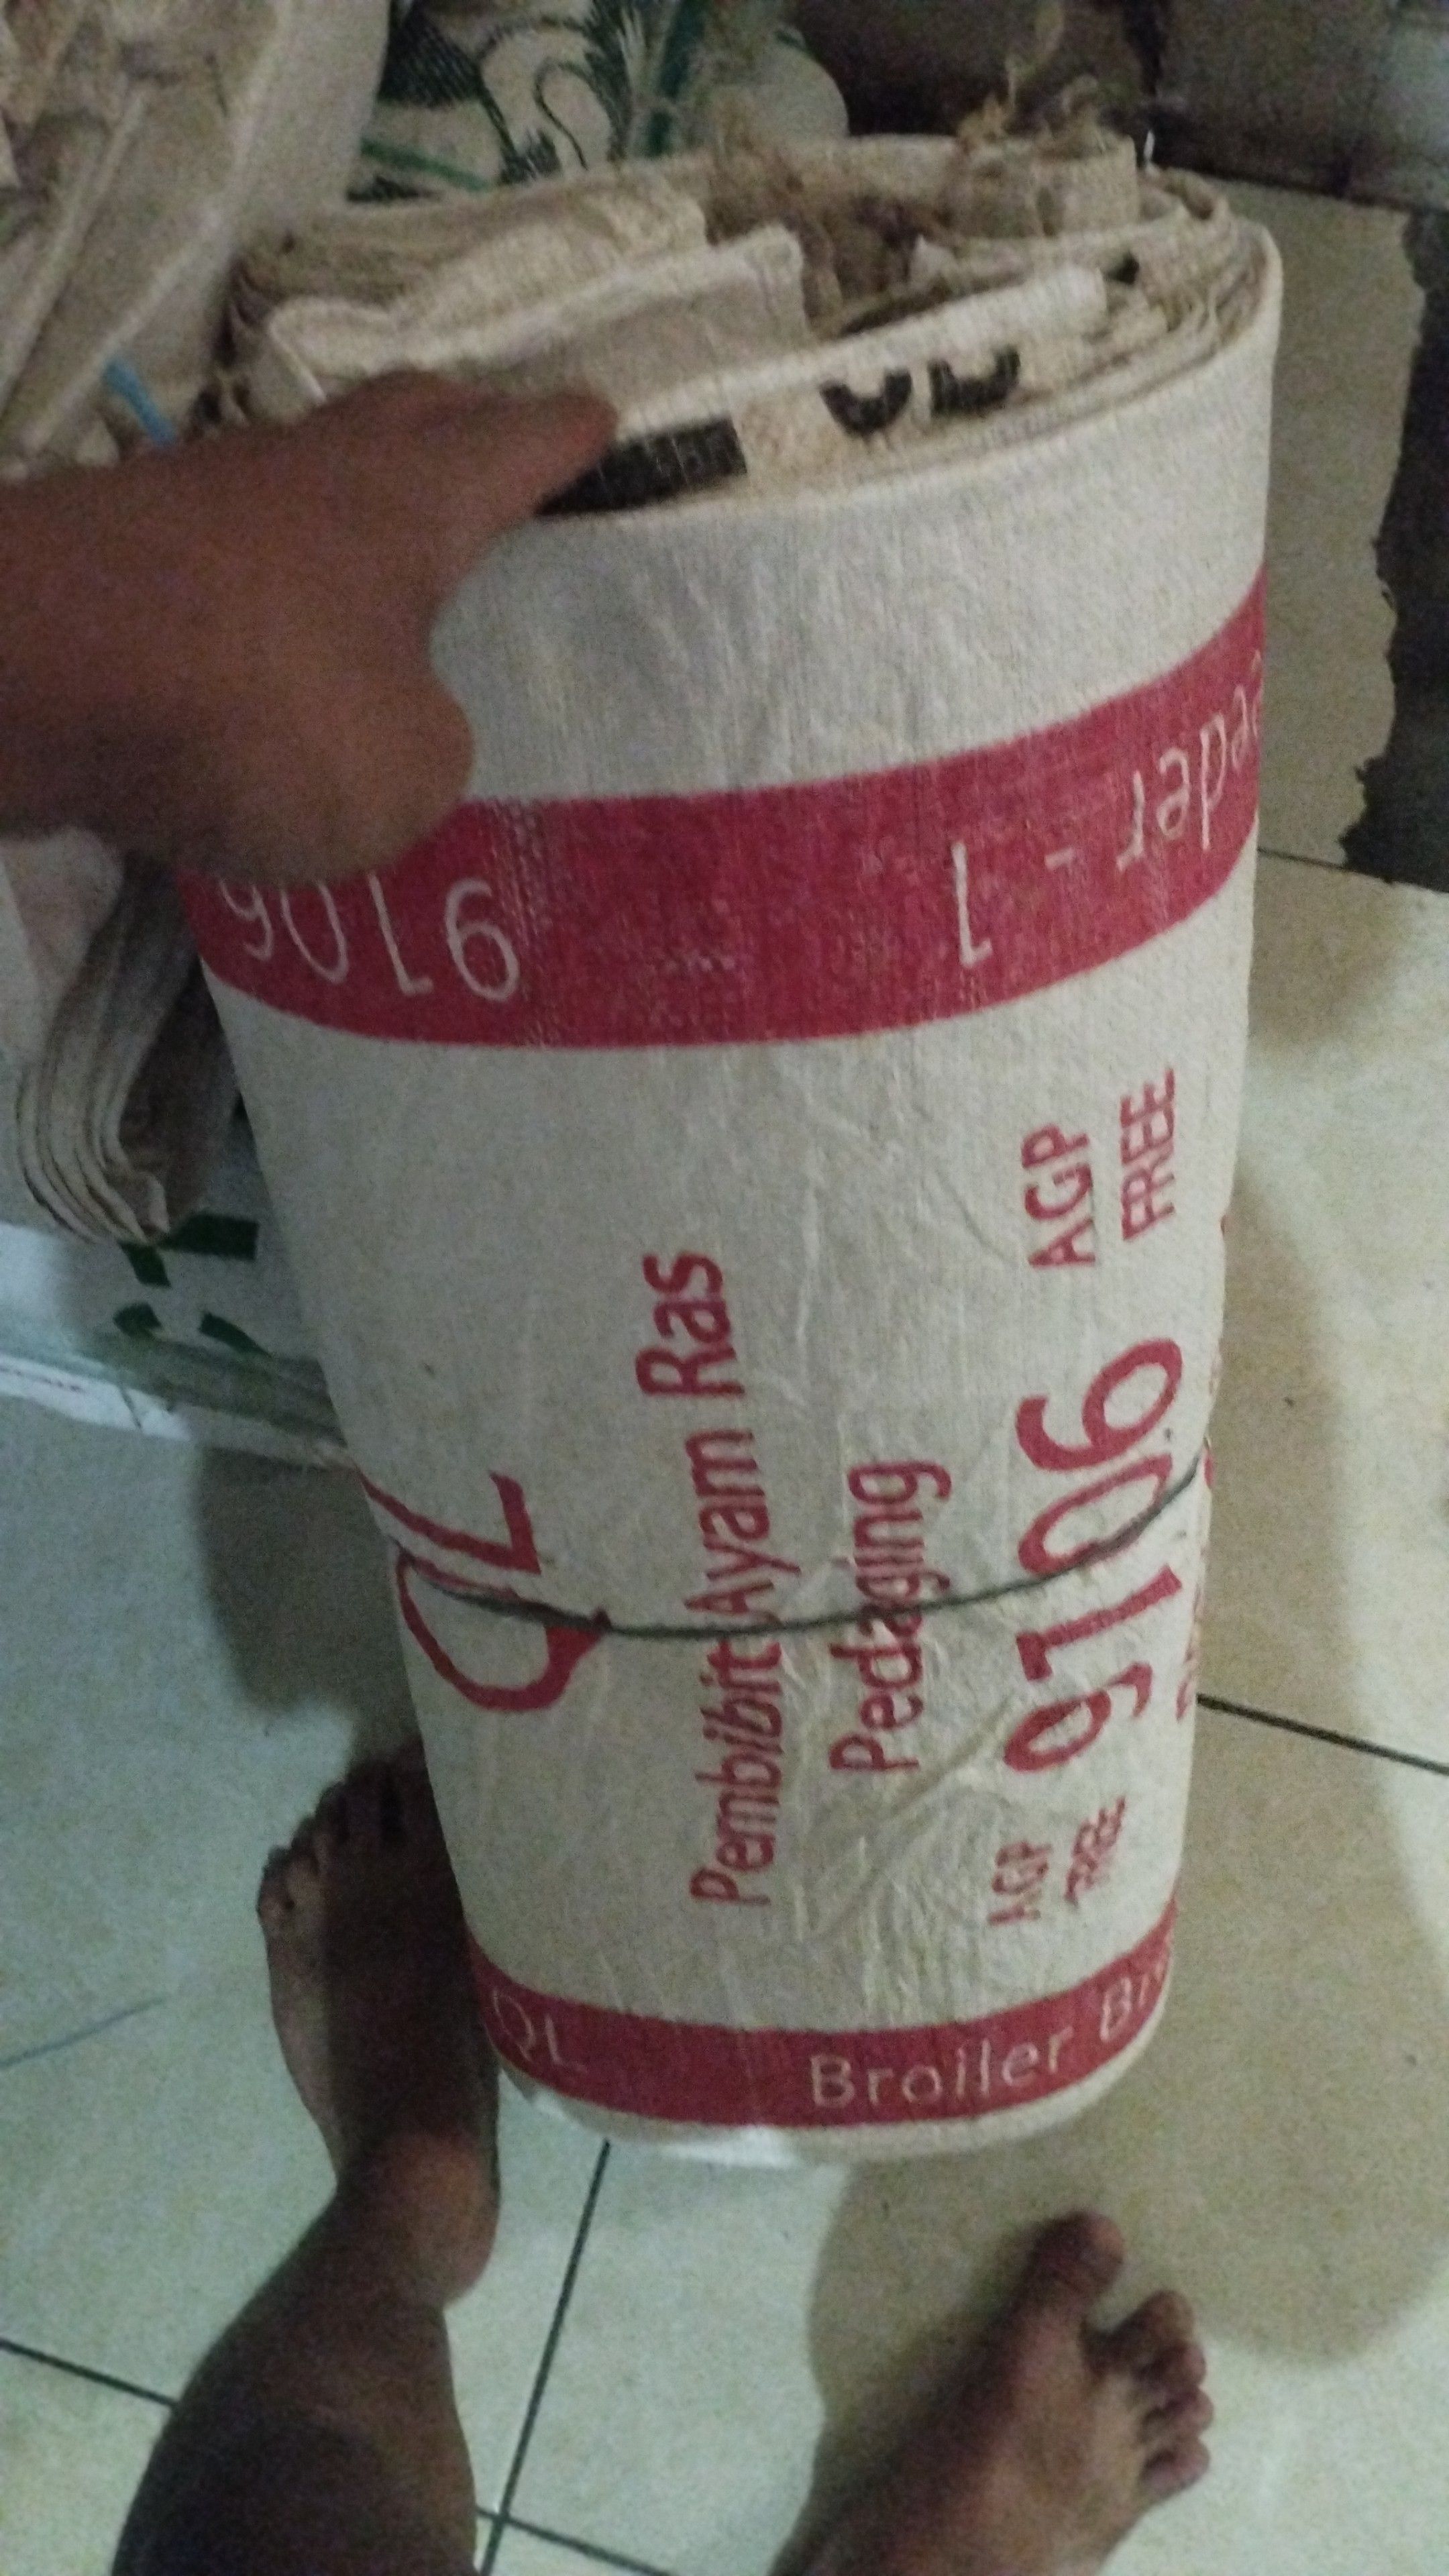 9106
eder - 1
QL
Pembibit Ayam Ras
Pedaging
AGP
FREE
9106
AGP
FREE
QL
Broiler Br